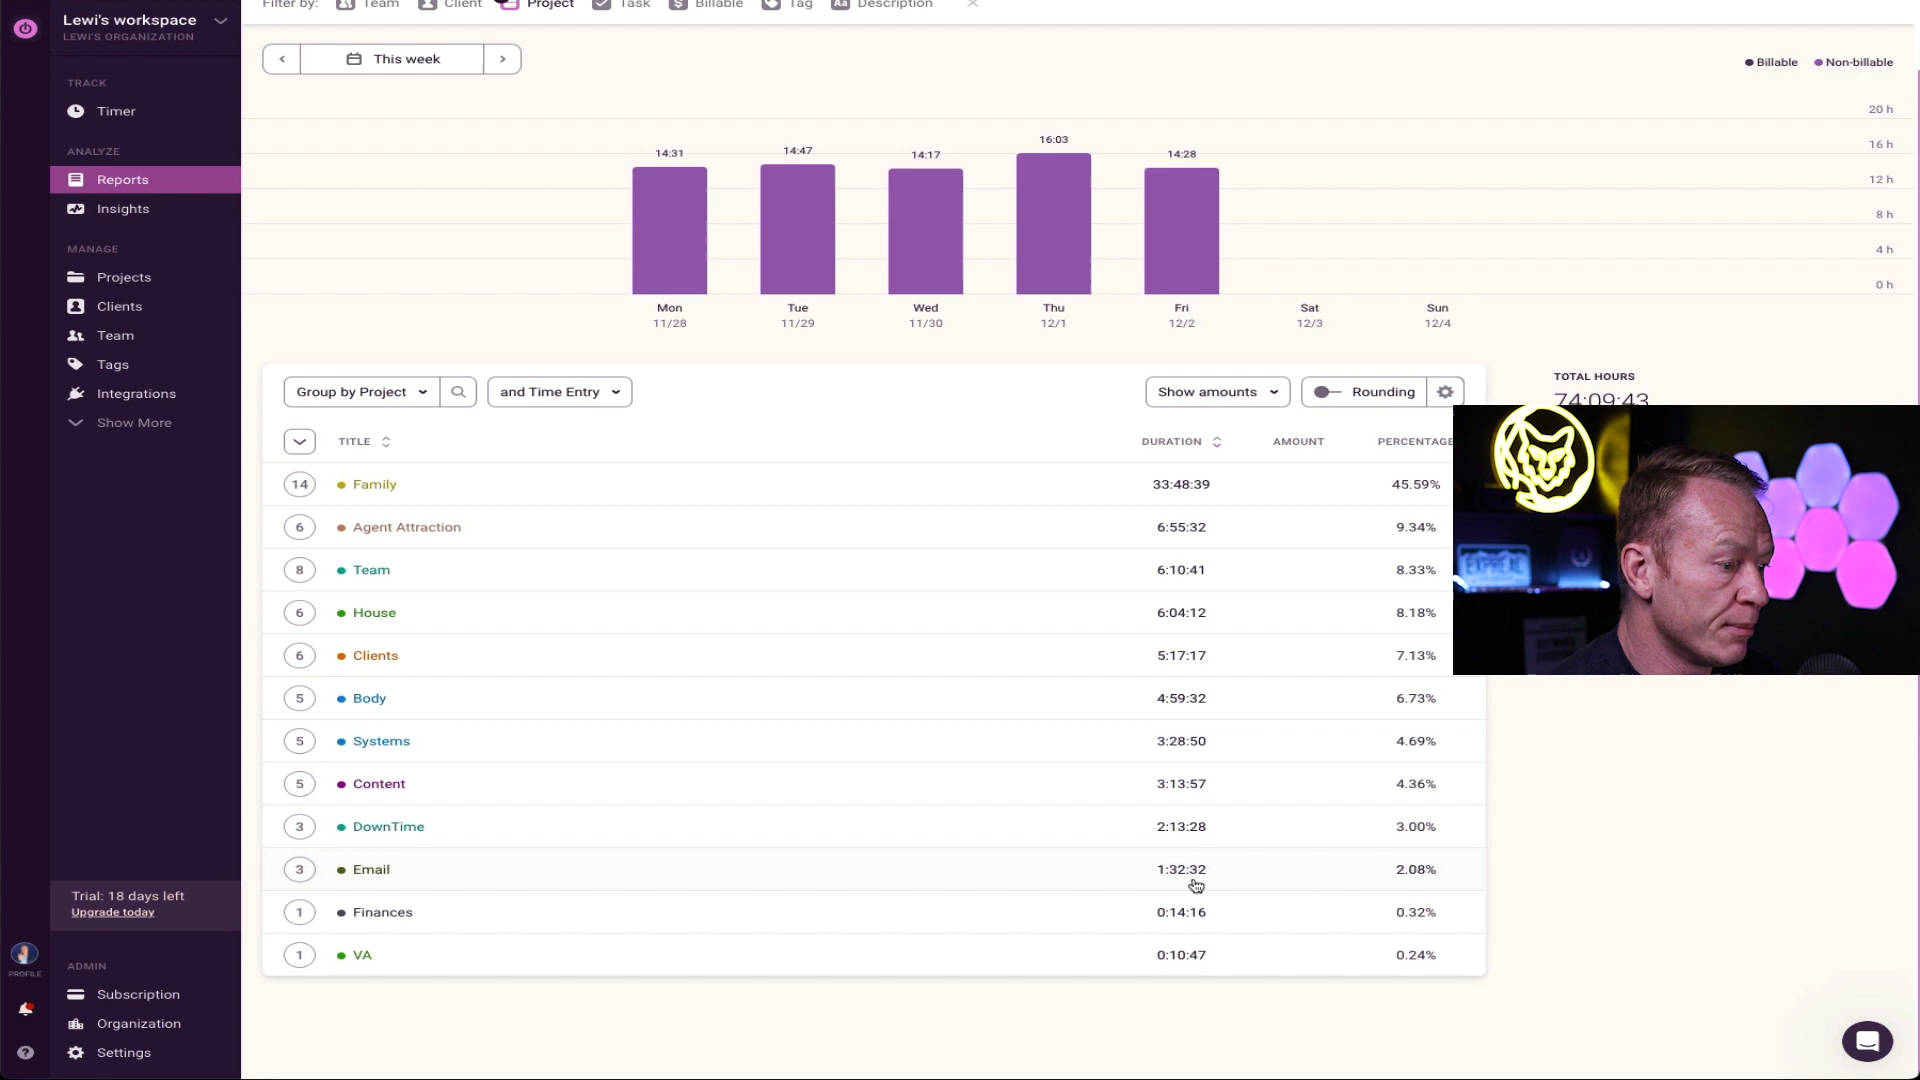 Lewi's workspace
LEWI'S ORGANIZATION
TRACK
Timer
ANALYZE
Reports
Insights
MANAGE
Projects
Clients
Team
Tags
Integrations
Show More
Trial: 18 days left
Upgrade today
PROFILE
ADMIN
Subscription
Organization
Settings
Filter by: Team Client Project Task Billable Tag Description
This week
Billable Non-billable
20 h
16 h
12 h
8 h
4 h
0 h
14:31 14:47 14:17 16:03 14:28
Mon Tue Wed Thu Fri Sat Sun
11/28 11/29 11/30 12/1 12/2 12/3 12/4
Group by Project and Time Entry Show amounts Rounding
TOTAL HOURS
74:09:43
TITLE DURATION AMOUNT PERCENTAGE
14 Family 33:48:39 45.59%
6 Agent Attraction 6:55:32 9.34%
8 Team 6:10:41 8.33%
6 House 6:04:12 8.18%
6 Clients 5:17:17 7.13%
5 Body 4:59:32 6.73%
5 Systems 3:28:50 4.69%
5 Content 3:13:57 4.36%
3 DownTime 2:13:28 3.00%
3 Email 1:32:32 2.08%
1 Finances 0:14:16 0.32%
1 VA 0:10:47 0.24%